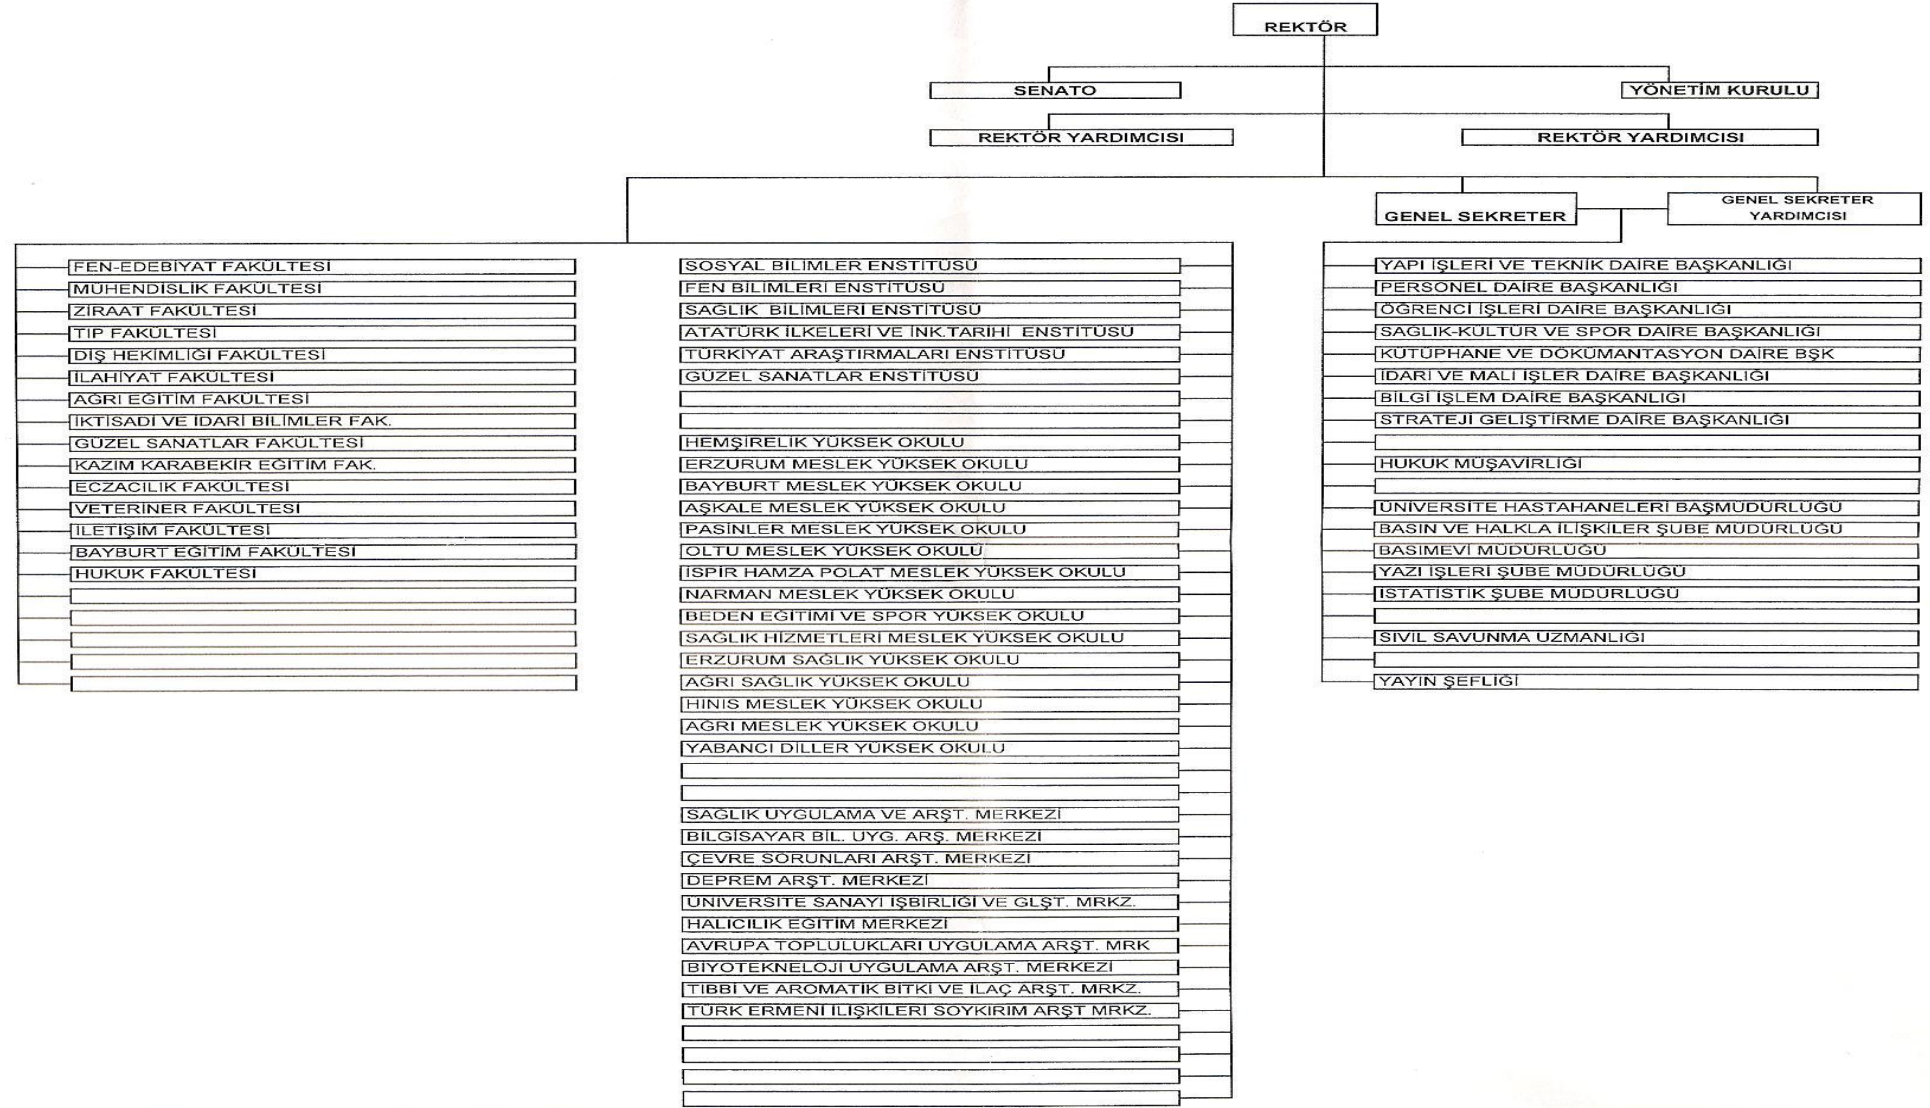 REKTÖR
SENATO
YÖNETİM KURULU
REKTÖR YARDIMCISI
REKTÖR YARDIMCISI
GENEL SEKRETER
GENEL SEKRETER
YARDIMCISI
FEN-EDEBİYAT FAKÜLTESİ
MÜHENDİSLİK FAKÜLTESİ
ZİRAAT FAKÜLTESİ
TIP FAKÜLTESİ
DİŞ HEKİMLİĞİ FAKÜLTESİ
İLAHİYAT FAKÜLTESİ
AĞRI EĞİTİM FAKÜLTESİ
İKTİSADİ VE İDARİ BİLİMLER FAK.
GÜZEL SANATLAR FAKÜLTESİ
KAZIM KARABEKİR EĞİTİM FAK.
ECZACILIK FAKÜLTESİ
VETERİNER FAKÜLTESİ
İLETİŞİM FAKÜLTESİ
BAYBURT EĞİTİM FAKÜLTESİ
HUKUK FAKÜLTESİ
SOSYAL BİLİMLER ENSTİTÜSÜ
FEN BİLİMLERİ ENSTİTÜSÜ
SAĞLIK BİLİMLERİ ENSTİTÜSÜ
ATATÜRK İLKELERİ VE İNK.TARİHİ ENSTİTÜSÜ
TÜRKİYAT ARAŞTIRMALARI ENSTİTÜSÜ
GÜZEL SANATLAR ENSTİTÜSÜ
HEMŞİRELİK YÜKSEK OKULU
ERZURUM MESLEK YÜKSEK OKULU
BAYBURT MESLEK YÜKSEK OKULU
AŞKALE MESLEK YÜKSEK OKULU
PASİNLER MESLEK YÜKSEK OKULU
OLTU MESLEK YÜKSEK OKULU
İSPİR HAMZA POLAT MESLEK YÜKSEK OKULU
NARMAN MESLEK YÜKSEK OKULU
BEDEN EĞİTİMİ VE SPOR YÜKSEK OKULU
SAĞLIK HİZMETLERİ MESLEK YÜKSEK OKULU
ERZURUM SAĞLIK YÜKSEK OKULU
AĞRI SAĞLIK YÜKSEK OKULU
HINIS MESLEK YÜKSEK OKULU
AĞRI MESLEK YÜKSEK OKULU
YABANCI DİLLER YÜKSEK OKULU
SAĞLIK UYGULAMA VE ARŞT. MERKEZİ
BİLGİSAYAR BİL. UYG. ARŞ. MERKEZİ
ÇEVRE SORUNLARI ARŞT. MERKEZİ
DEPREM ARŞT. MERKEZİ
ÜNİVERSİTE SANAYİ İŞBİRLİĞİ VE GLŞT. MRKZ.
HALICILIK EĞİTİM MERKEZİ
AVRUPA TOPLULUKLARI UYGULAMA ARŞT. MRK
BİYOTEKNELOJİ UYGULAMA ARŞT. MERKEZİ
TIBBİ VE AROMATİK BİTKİ VE İLAÇ ARŞT. MRKZ.
TÜRK ERMENİ İLİŞKİLERİ SOYKIRIM ARŞT MRKZ.
YAPI İŞLERİ VE TEKNİK DAİRE BAŞKANLIĞI
PERSONEL DAİRE BAŞKANLIĞI
ÖĞRENCİ İŞLERİ DAİRE BAŞKANLIĞI
SAĞLIK-KÜLTÜR VE SPOR DAİRE BAŞKANLIĞI
KÜTÜPHANE VE DÖKÜMANTASYON DAİRE BŞK
İDARİ VE MALİ İŞLER DAİRE BAŞKANLIĞI
BİLGİ İŞLEM DAİRE BAŞKANLIĞI
STRATEJİ GELİŞTİRME DAİRE BAŞKANLIĞI
HUKUK MÜŞAVİRLİĞİ
ÜNİVERSİTE HASTAHANELERİ BAŞMÜDÜRLÜĞÜ
BASIN VE HALKLA İLİŞKİLER ŞUBE MÜDÜRLÜĞÜ
BASIMEVİ MÜDÜRLÜĞÜ
YAZI İŞLERİ ŞUBE MÜDÜRLÜĞÜ
İSTATİSTİK ŞUBE MÜDÜRLÜĞÜ
SİVİL SAVUNMA UZMANLIĞI
YAYIN ŞEFLİĞİ